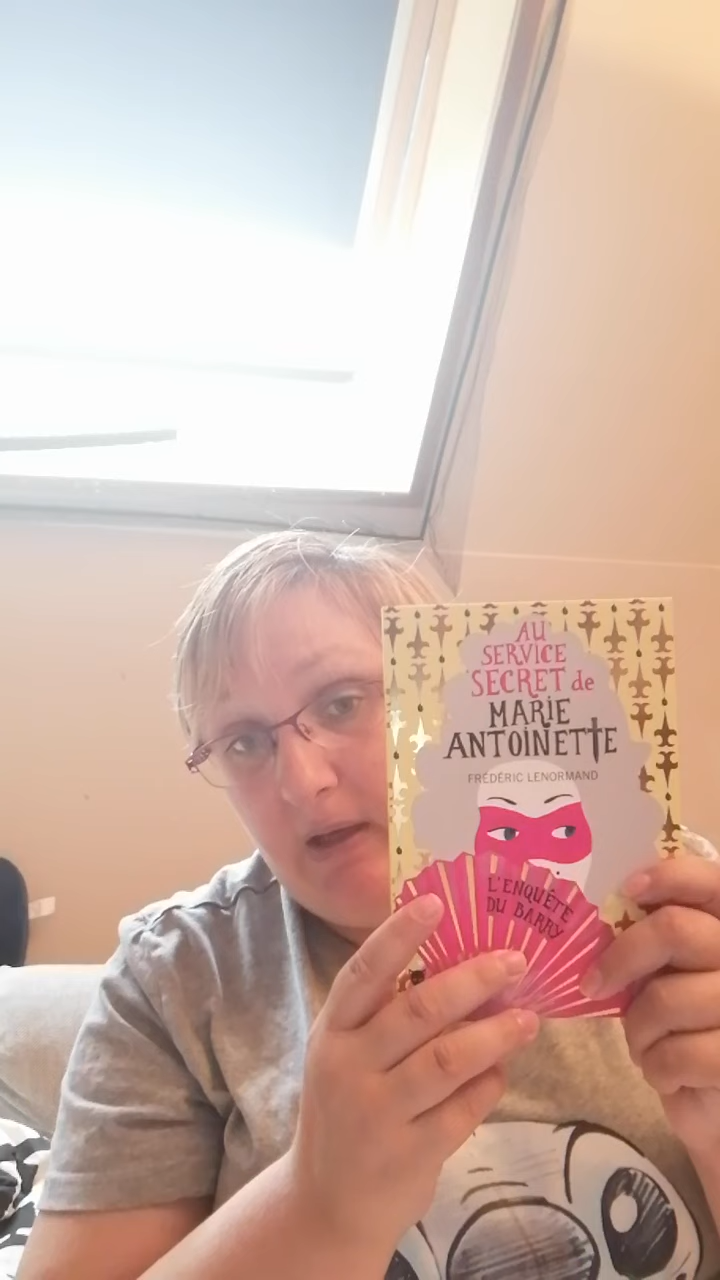 AU
SERVICE
SECRET de
MARIE
ANTOINETTE
FRÉDÉRIC LENORMAND
L'ENQUÊTE
DU BARRY